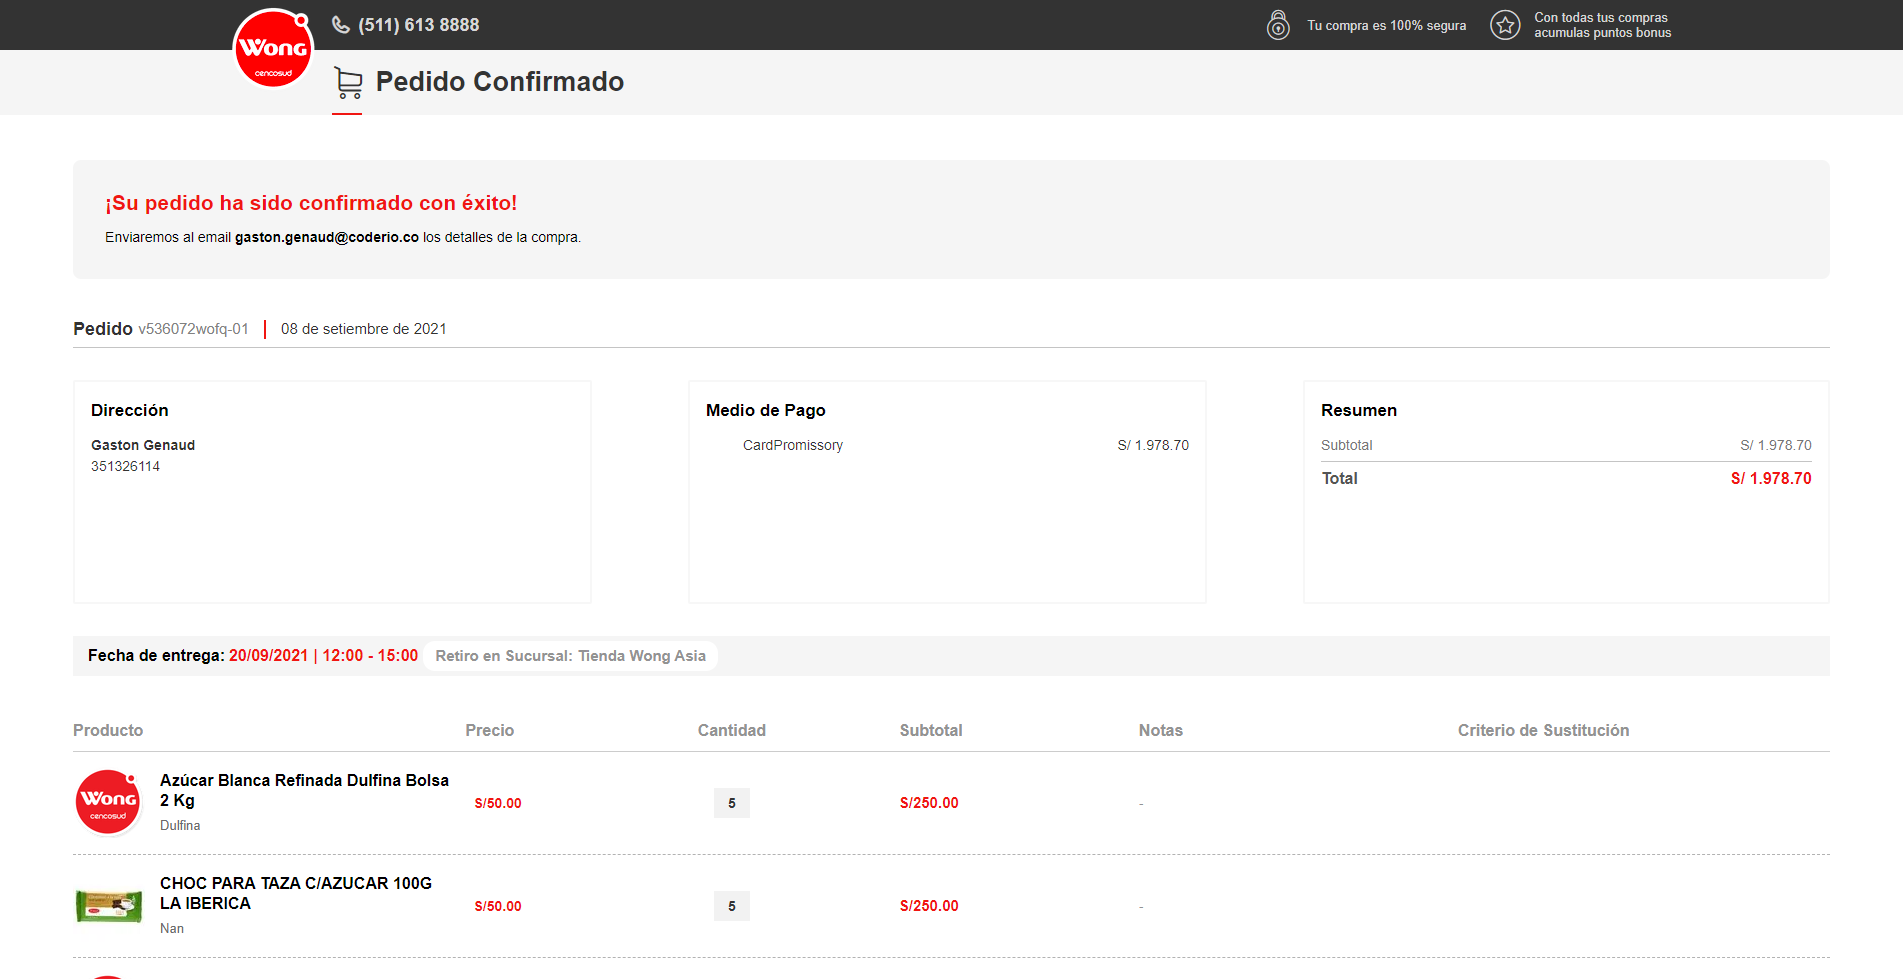 Wong
cencosud
(511) 613 8888
Tu compra es 100% segura
Con todas tus compras
acumulas puntos bonus
Pedido Confirmado
¡Su pedido ha sido confirmado con éxito!
Enviaremos al email gaston.genaud@coderio.co los detalles de la compra.
Pedido v536072wofq-01 08 de setiembre de 2021
Dirección
Gaston Genaud
351326114
Medio de Pago
CardPromissory S/ 1.978.70
Resumen
Subtotal S/ 1.978.70
Total S/ 1.978.70
Fecha de entrega: 20/09/2021 | 12:00 - 15:00 Retiro en Sucursal: Tienda Wong Asia
Producto Precio Cantidad Subtotal Notas Criterio de Sustitución
Wong
cencosud
Azúcar Blanca Refinada Dulfina Bolsa
2 Kg
Dulfina
S/50.00 5 S/250.00 -
CHOC PARA TAZA C/AZUCAR 100G
LA IBERICA
Nan
S/50.00 5 S/250.00 -